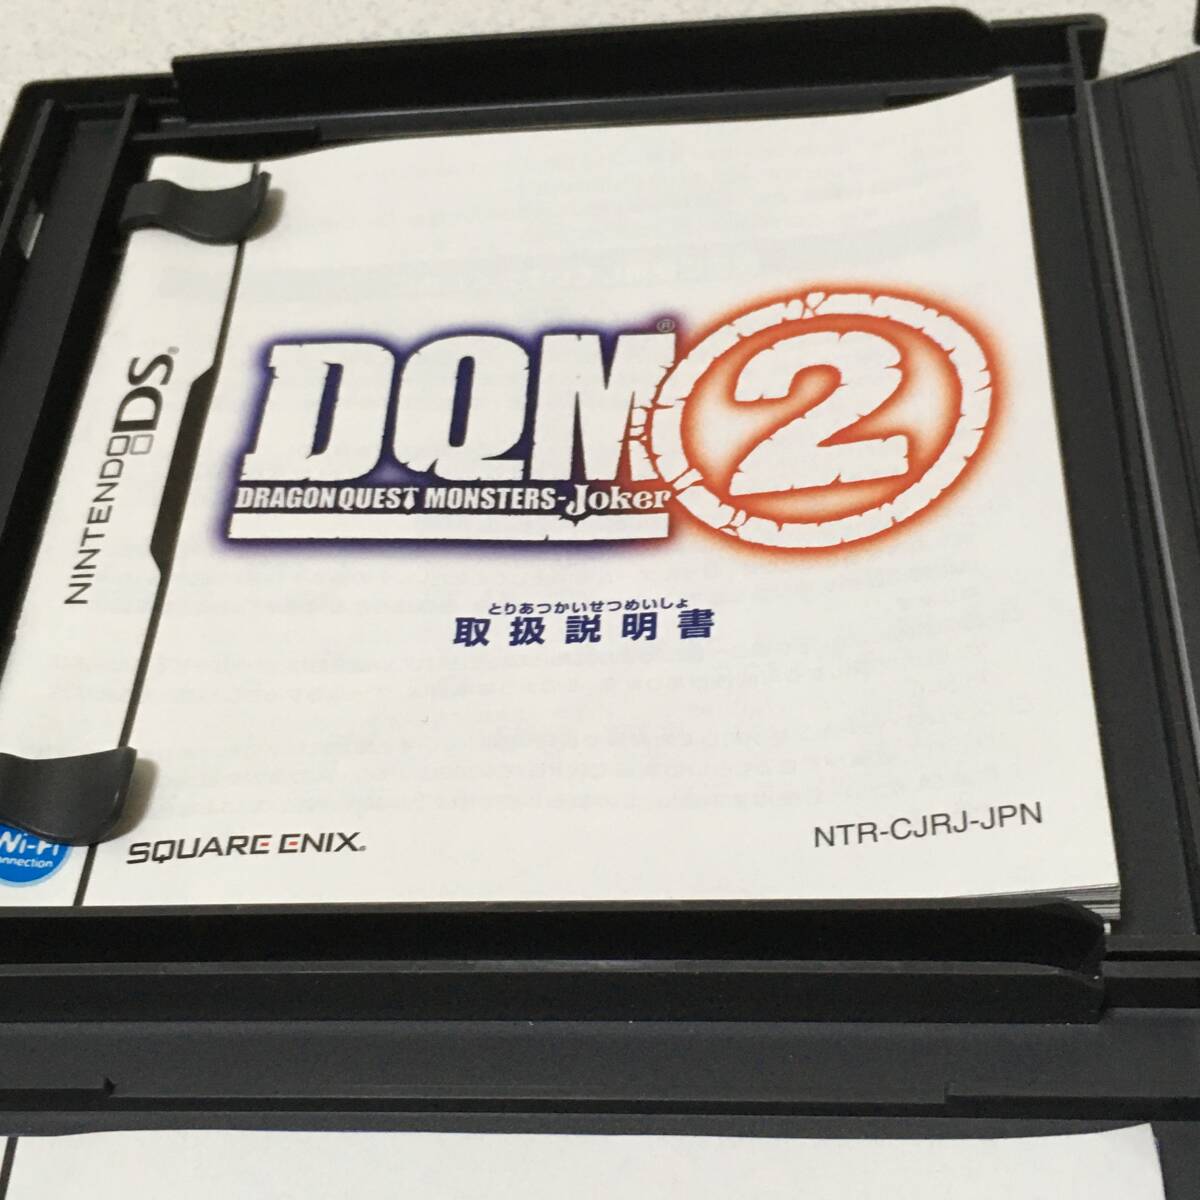 NINTENDO DS®
DQM® 2
DRAGON QUEST MONSTERS-Joker
とりあつかいせつめいしょ
取扱説明書
Wi-Fi
SQUARE ENIX®
NTR-CJRJ-JPN